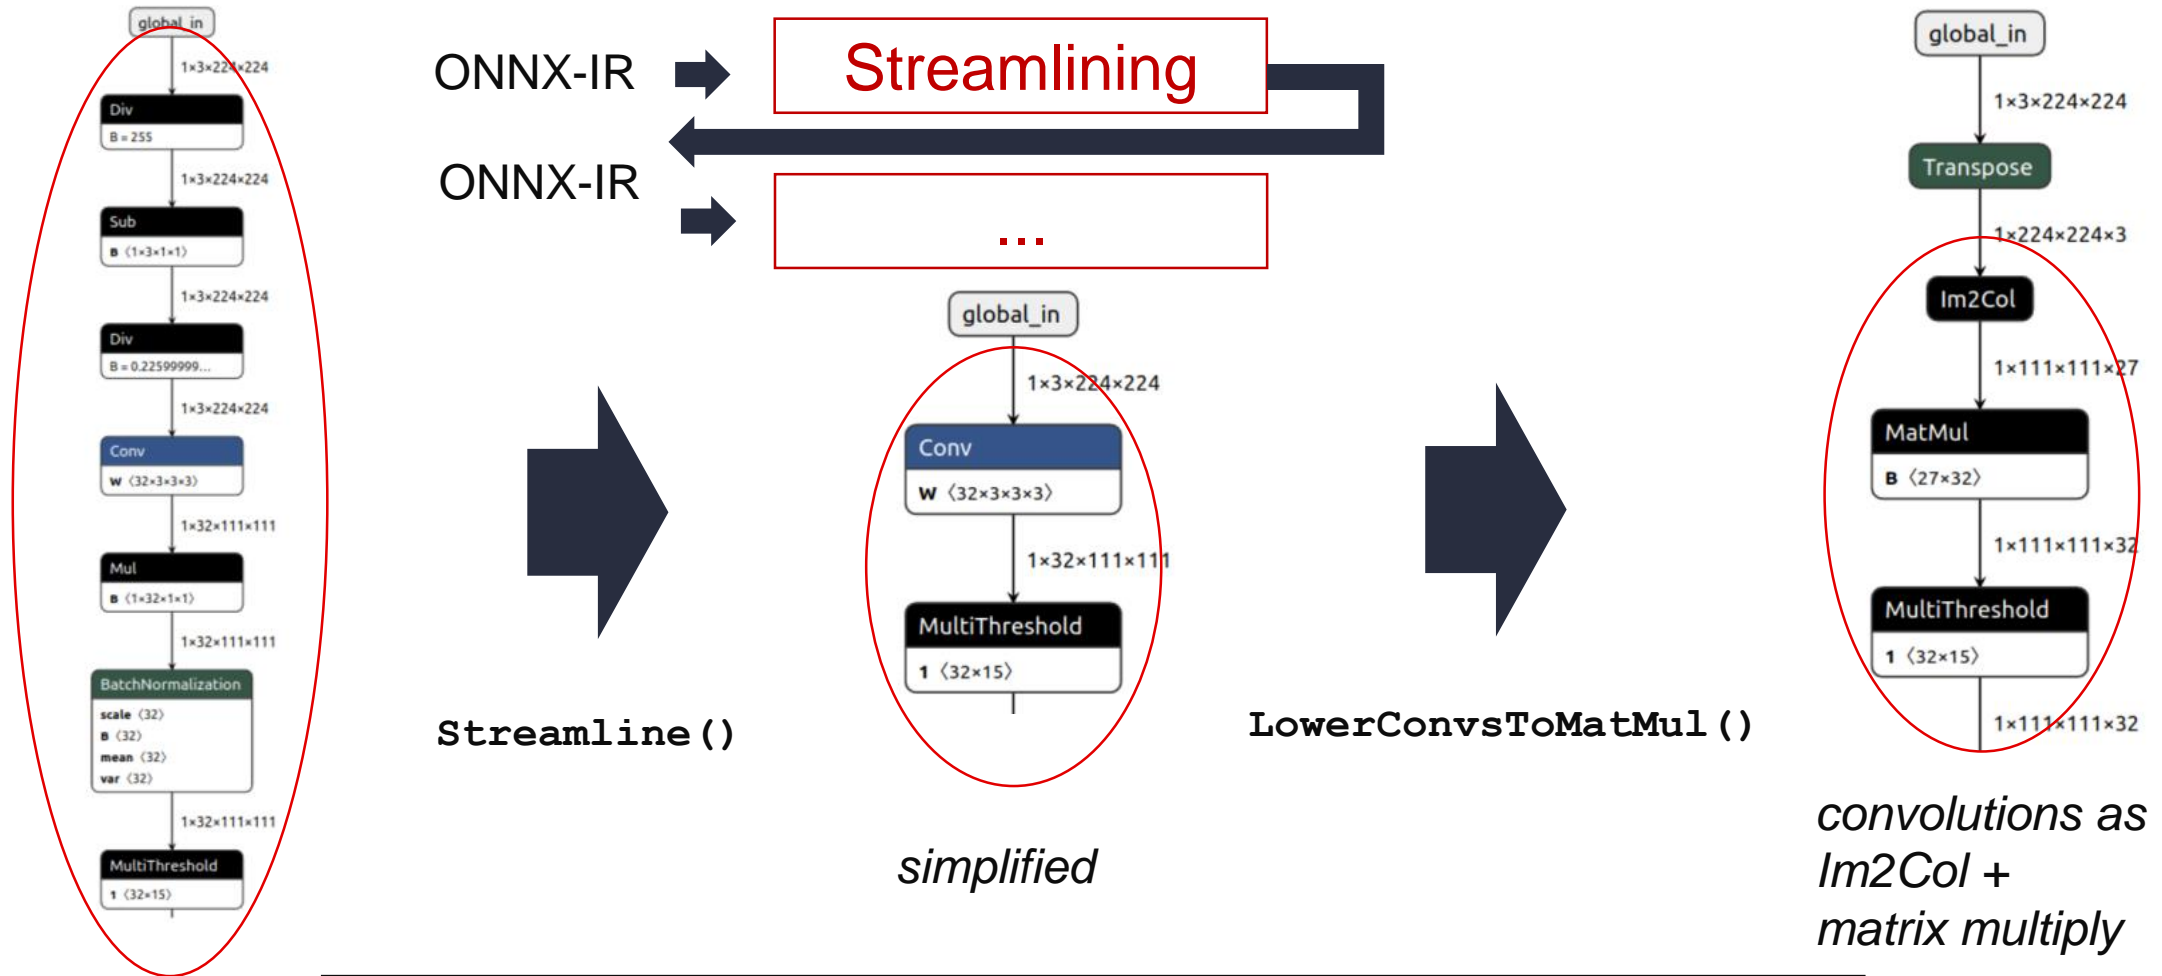 global_in
1×3×224×224
Div
B = 255
1×3×224×224
Sub
B ⟨1×3×1×1⟩
1×3×224×224
Div
B = 0.22599999...
1×3×224×224
Conv
W ⟨32×3×3×3⟩
1×32×111×111
Mul
B ⟨1×32×1×1⟩
1×32×111×111
BatchNormalization
scale ⟨32⟩
B ⟨32⟩
mean ⟨32⟩
var ⟨32⟩
1×32×111×111
MultiThreshold
1 ⟨32×15⟩
ONNX-IR
Streamlining
ONNX-IR
...
Streamline()
global_in
1×3×224×224
Conv
W ⟨32×3×3×3⟩
1×32×111×111
MultiThreshold
1 ⟨32×15⟩
simplified
LowerConvsToMatMul()
global_in
1×3×224×224
Transpose
1×224×224×3
Im2Col
1×111×111×27
MatMul
B ⟨27×32⟩
1×111×111×32
MultiThreshold
1 ⟨32×15⟩
1×111×111×32
convolutions as
Im2Col +
matrix multiply